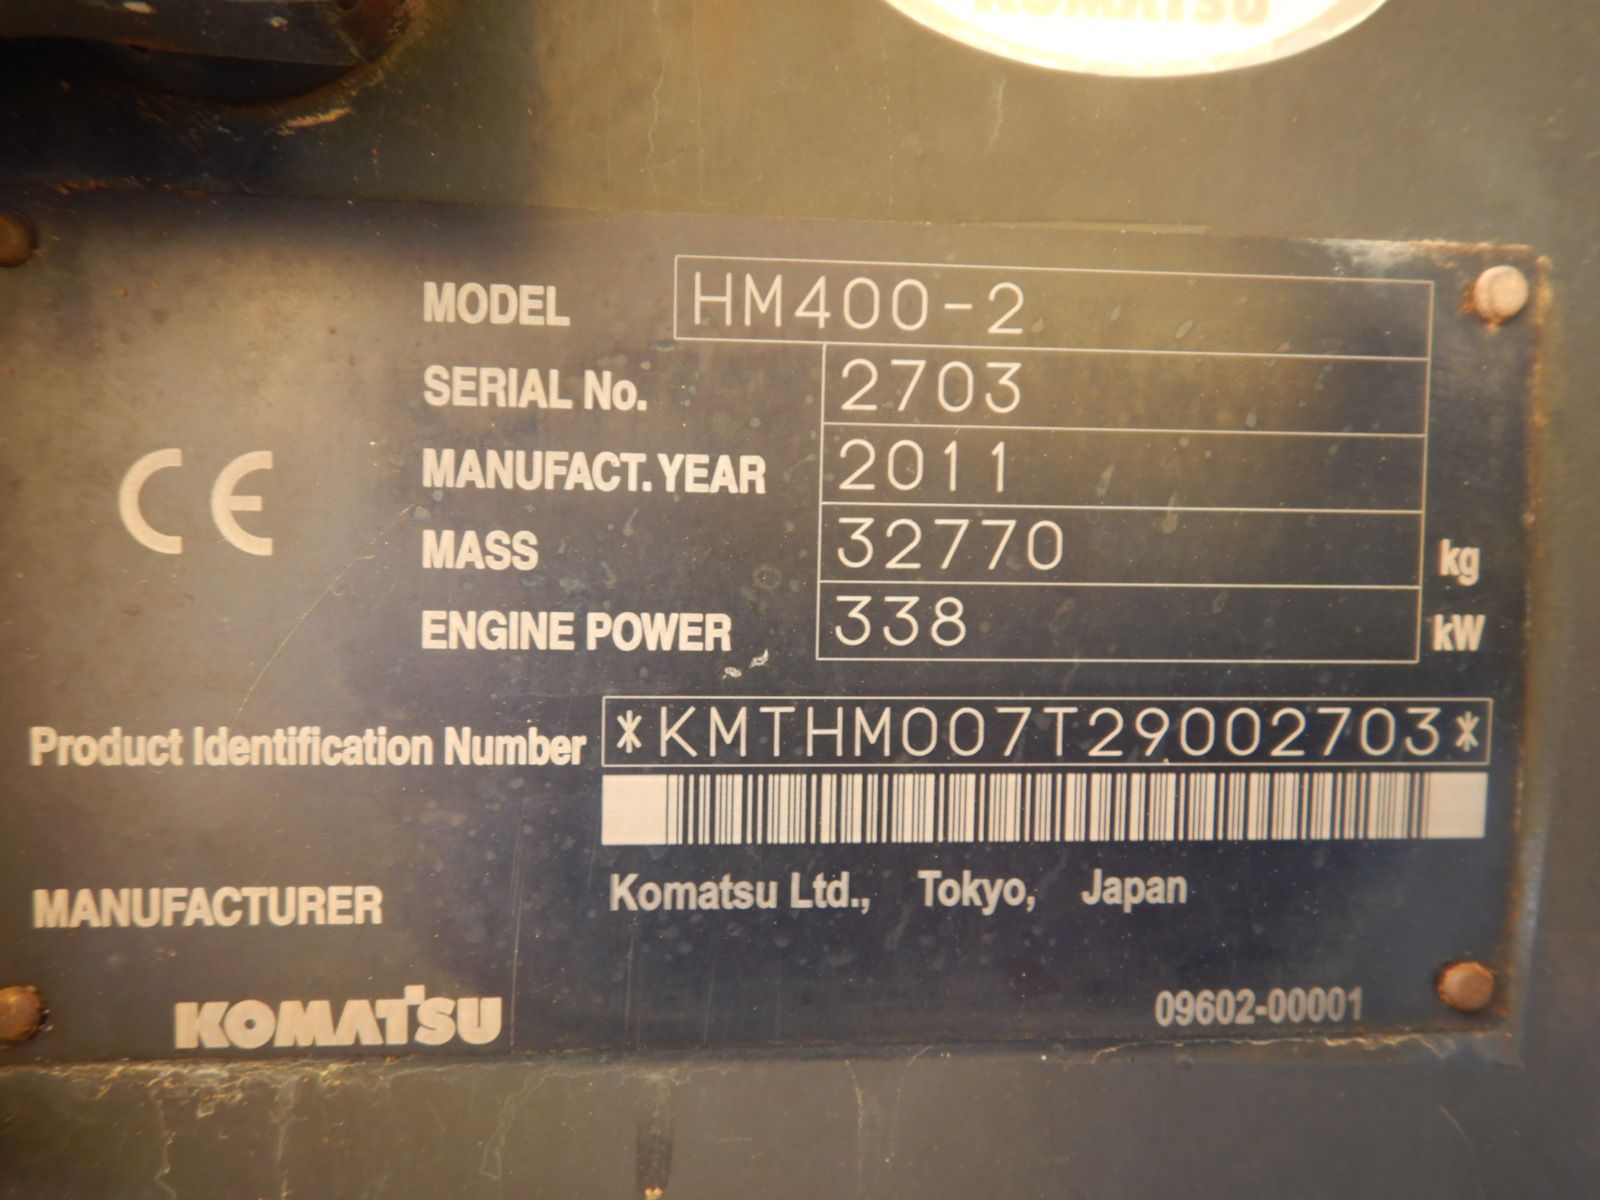 KOMATSU
MODEL HM400-2
SERIAL No. 2703
MANUFACT. YEAR 2011
MASS 32770 kg
ENGINE POWER 338 kW
CE
Product Identification Number *KMTHM007T29002703*
MANUFACTURER Komatsu Ltd., Tokyo, Japan
KOMATSU
09602-00001